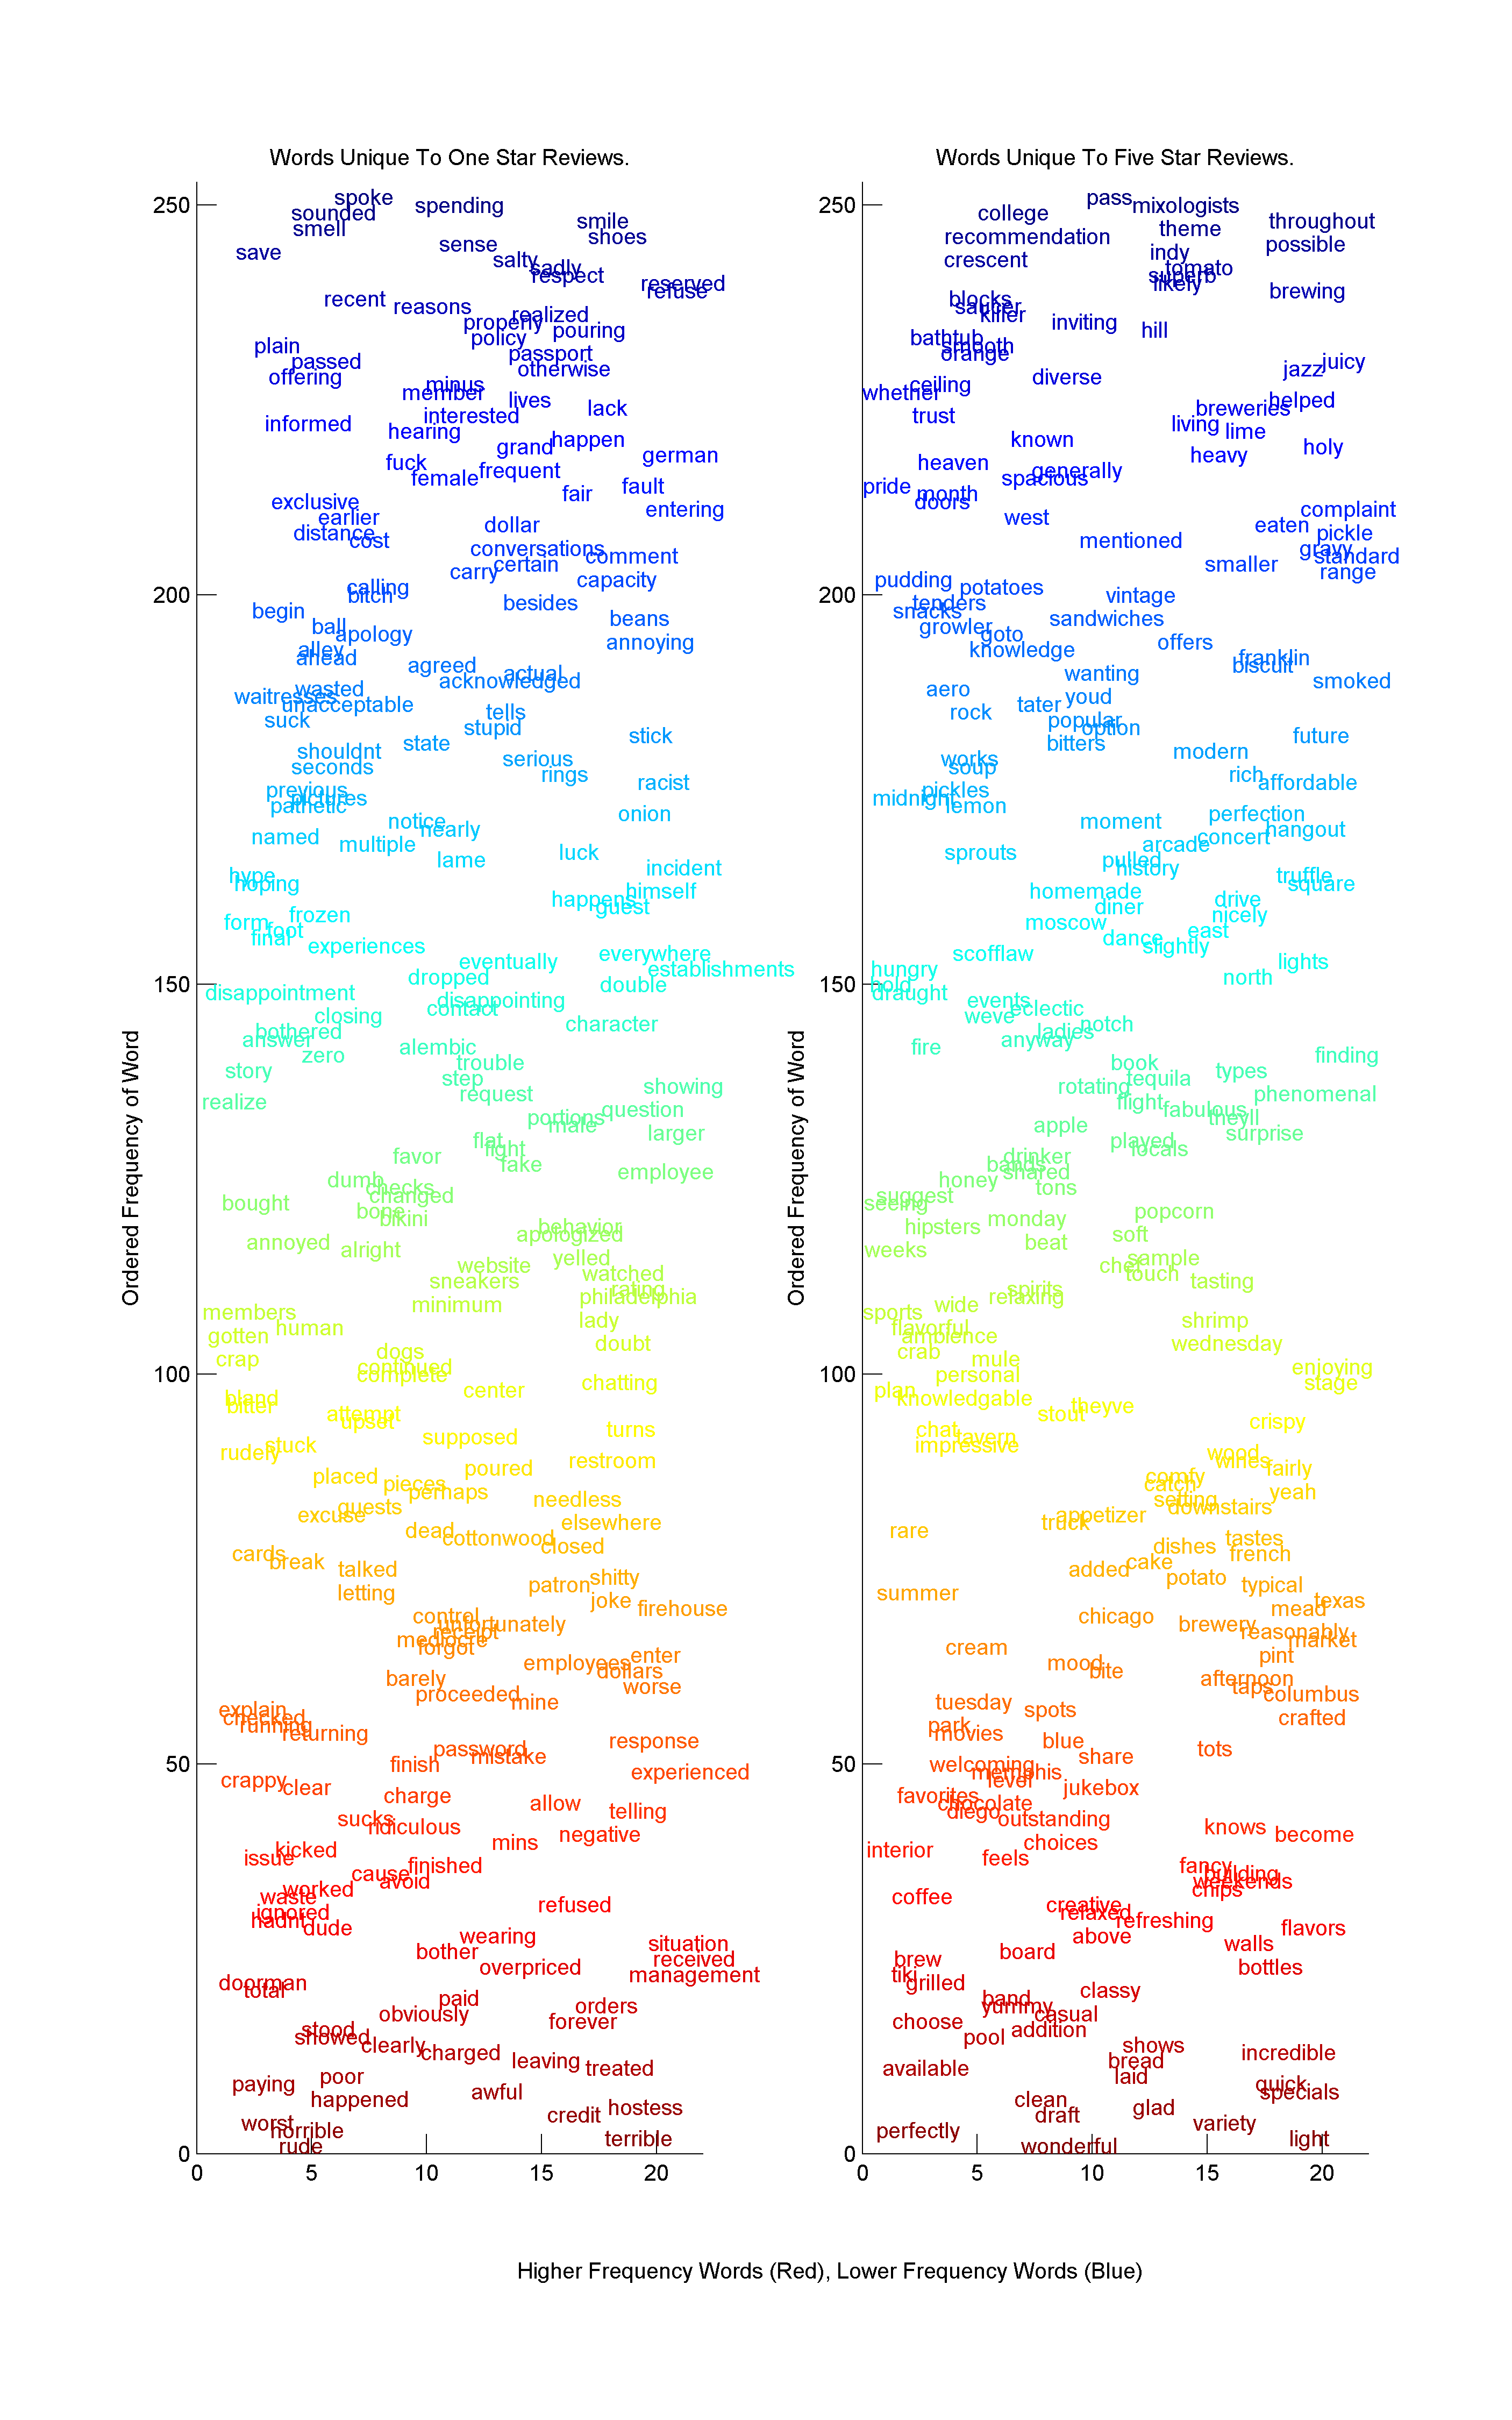 Words Unique To One Star Reviews.
250
200
150
100
50
0
0 5 10 15 20
Ordered Frequency of Word
spoke
spending
sounded
smile
smell
shoes
sense
save
salty
sadly
respect
reserved
refuse
recent
reasons
realized
properly
pouring
policy
plain
passport
passed
otherwise
offering
minus
member
lives
lack
interested
informed
hearing
happen
grand
german
fuck
frequent
female
fault
fair
exclusive
entering
earlier
dollar
distance
cost
conversations
comment
certain
carry
capacity
calling
bitch
besides
begin
beans
ball
apology
annoying
alley
ahead
agreed
actual
acknowledged
wasted
waitresses
unacceptable
tells
suck
stupid
stick
state
shouldnt
serious
seconds
rings
racist
previous
pictures
pathetic
onion
notice
nearly
named
multiple
luck
lame
incident
hype
hoping
himself
happens
guest
frozen
form
foot
final
experiences
everywhere
eventually
establishments
dropped
double
disappointment
disappointing
contact
closing
character
bothered
answer
alembic
zero
trouble
story
step
showing
request
realize
question
portions
male
larger
flat
fight
favor
fake
employee
dumb
checks
changed
bought
bone
bikini
behavior
apologized
annoyed
alright
yelled
website
watched
sneakers
rating
philadelphia
minimum
members
lady
human
gotten
doubt
dogs
crap
continued
complete
chatting
center
bland
bitter
attempt
upset
turns
supposed
stuck
rudely
restroom
poured
placed
pieces
perhaps
needless
guests
excuse
elsewhere
dead
cottonwood
closed
cards
break
talked
shitty
patron
letting
joke
firehouse
control
unfortunately
receipt
mediocre
forgot
enter
employees
dollars
barely
worse
proceeded
mine
explain
checked
running
returning
response
password
mistake
finish
experienced
crappy
clear
charge
allow
telling
sucks
ridiculous
negative
mins
kicked
issue
finished
cause
avoid
worked
waste
refused
ignored
hadnt
dude
wearing
situation
bother
received
overpriced
management
doorman
total
paid
orders
obviously
forever
stood
showed
clearly
charged
leaving
treated
poor
paying
awful
happened
hostess
credit
worst
horrible
terrible
rude
Words Unique To Five Star Reviews.
250
200
150
100
50
0
0 5 10 15 20
Ordered Frequency of Word
pass
mixologists
college
throughout
theme
recommendation
possible
indy
crescent
tomato
superb
likely
brewing
blocks
saucer
killer
inviting
hill
bathtub
smooth
orange
juicy
jazz
diverse
ceiling
whether
helped
breweries
trust
living
lime
known
holy
heavy
heaven
generally
spacious
pride
month
doors
complaint
west
eaten
pickle
mentioned
gravy
standard
smaller
range
pudding
potatoes
vintage
tenders
snacks
sandwiches
growler
goto
offers
knowledge
franklin
biscuit
wanting
smoked
aero
youd
tater
rock
popular
option
future
bitters
modern
works
soup
rich
affordable
pickles
midnight
lemon
perfection
moment
hangout
concert
arcade
sprouts
pulled
history
truffle
square
homemade
drive
diner
nicely
moscow
east
dance
slightly
scofflaw
lights
hungry
north
hold
draught
events
eclectic
weve
notch
ladies
anyway
fire
finding
book
types
tequila
rotating
phenomenal
flight
fabulous
theyll
apple
surprise
played
locals
drinker
bands
shared
honey
tons
suggest
seeing
popcorn
monday
hipsters
soft
beat
weeks
sample
chef
touch
tasting
spirits
relaxing
wide
sports
shrimp
flavorful
ambience
wednesday
crab
mule
enjoying
personal
stage
plan
knowledgable
theyve
stout
crispy
chat
tavern
impressive
wood
wines
fairly
comfy
catch
yeah
setting
downstairs
appetizer
truck
rare
tastes
dishes
french
cake
added
potato
typical
summer
texas
mead
chicago
brewery
reasonably
market
cream
pint
mood
bite
afternoon
taps
columbus
tuesday
spots
crafted
park
movies
blue
tots
share
welcoming
memphis
level
jukebox
favorites
chocolate
diego
outstanding
knows
become
choices
interior
feels
fancy
building
weekends
chips
coffee
creative
relaxed
refreshing
flavors
above
walls
board
brew
bottles
tiki
grilled
classy
band
yummy
casual
choose
addition
pool
shows
incredible
bread
available
laid
quick
specials
clean
glad
draft
variety
perfectly
light
wonderful
Higher Frequency Words (Red), Lower Frequency Words (Blue)